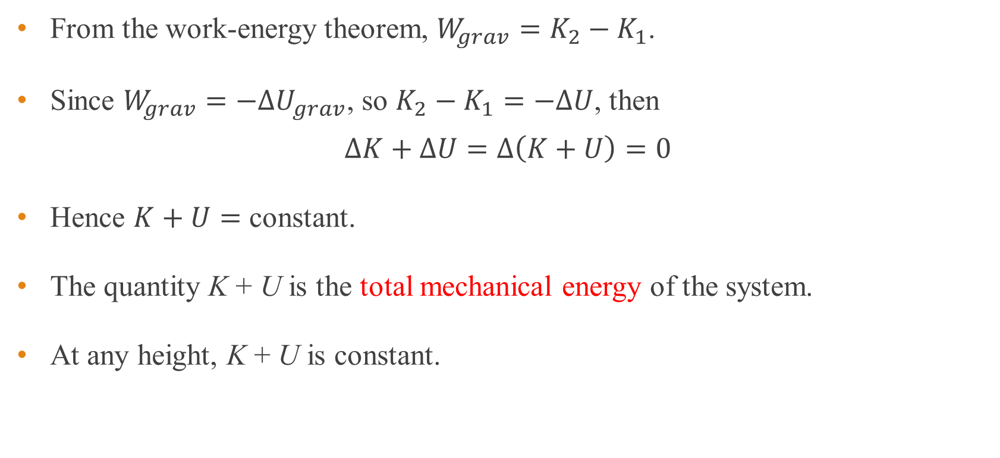 • From the work-energy theorem, $W_{grav} = K_2 - K_1$.
• Since $W_{grav} = -\Delta U_{grav}$, so $K_2 - K_1 = -\Delta U$, then
$\Delta K + \Delta U = \Delta(K + U) = 0$
• Hence $K + U =$ constant.
• The quantity $K + U$ is the total mechanical energy of the system.
• At any height, $K + U$ is constant.